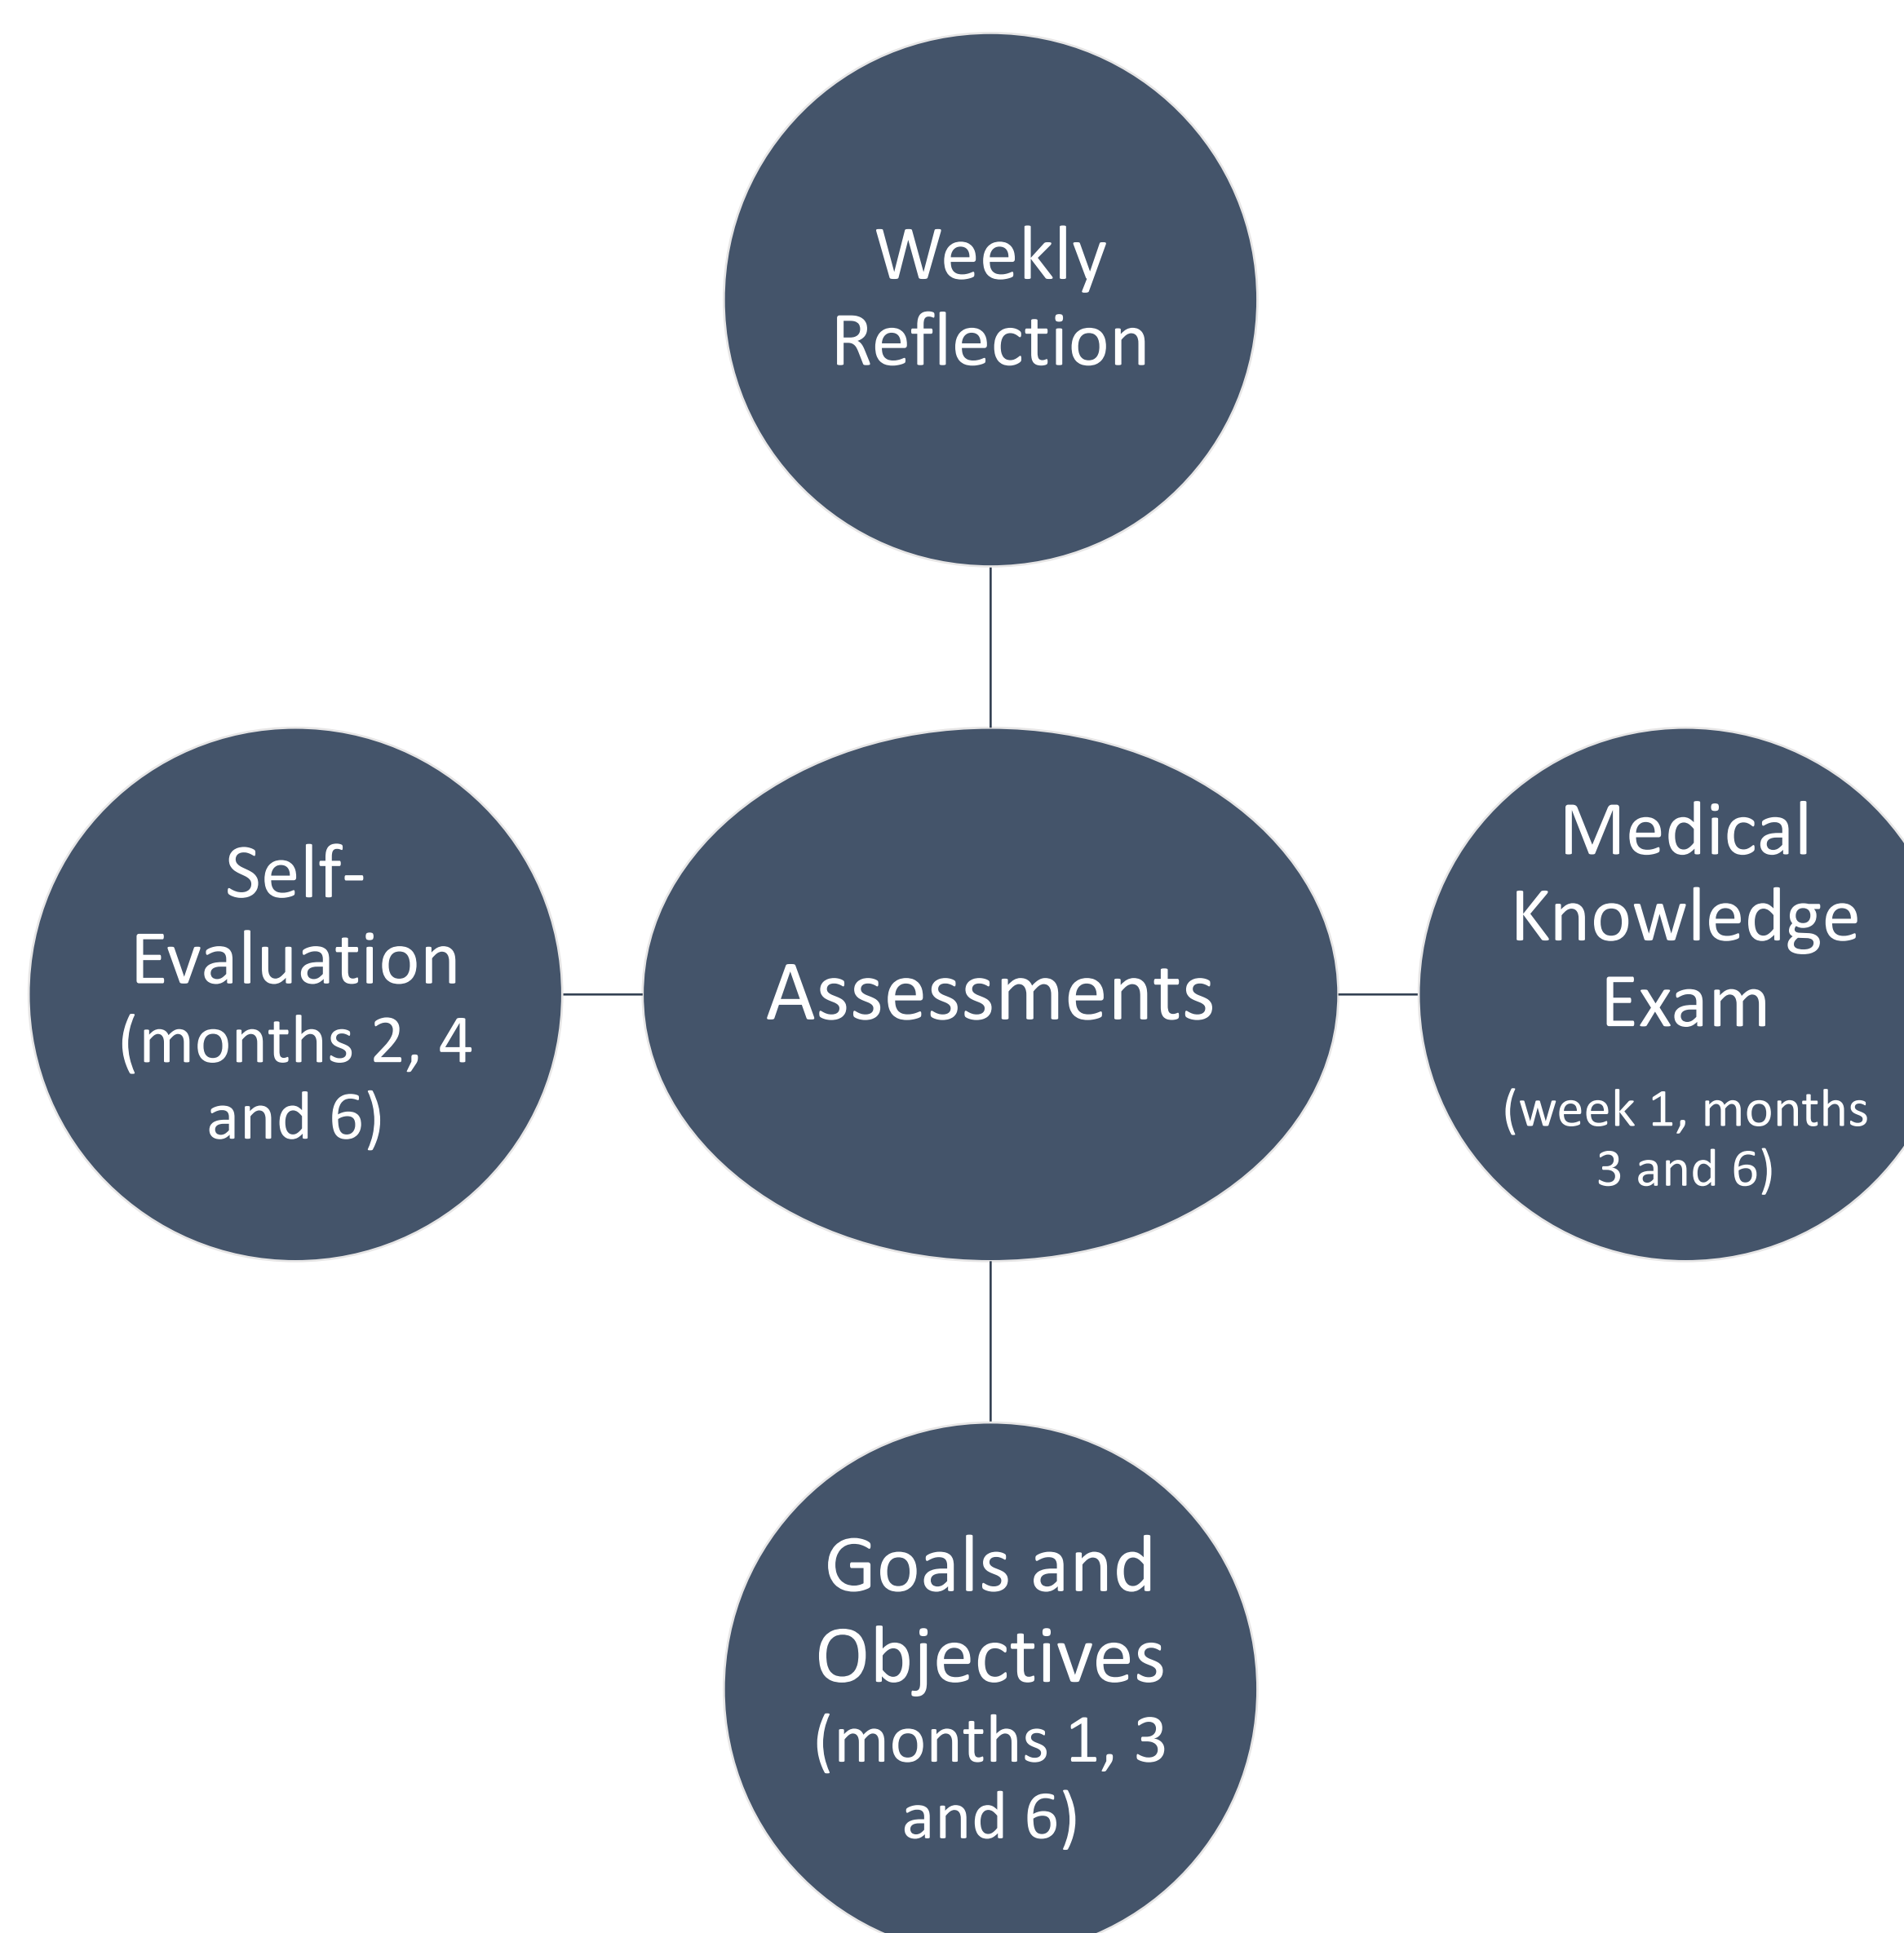 Weekly
Reflection
Self-
Evaluation
(months 2, 4
and 6)
Assessments
Medical
Knowledge
Exam
(week 1, months
3 and 6)
Goals and
Objectives
(months 1, 3
and 6)